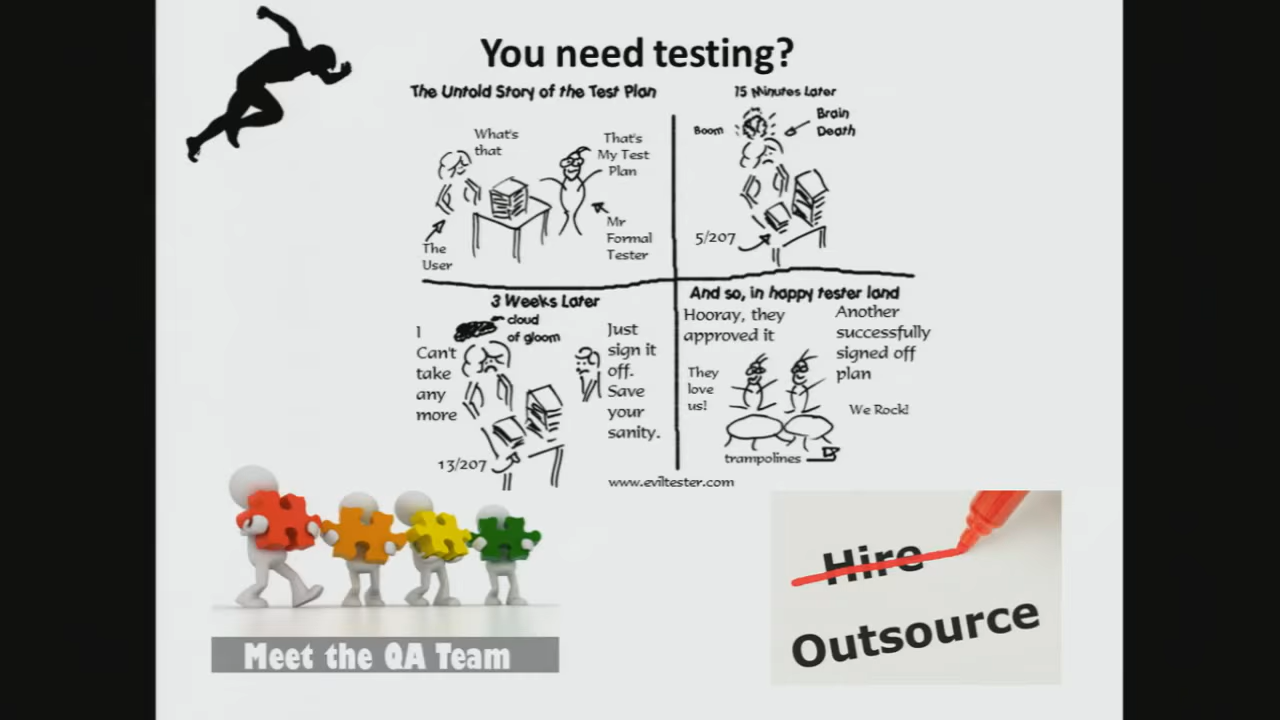 You need testing?
The Untold Story of the Test Plan
What's
that
That's
My Test
Plan
The
User
Mr
Formal
Tester
15 Minutes Later
Boom
Brain
Death
5/207
3 Weeks Later
cloud
of gloom
I
Can't
take
any
more
Just
sign it
off.
Save
your
sanity.
13/207
And so, in happy tester land
Hooray, they
approved it
Another
successfully
signed off
plan
They
love
us!
We Rock!
trampolines
www.eviltester.com
Meet the QA Team
Hire
Outsource